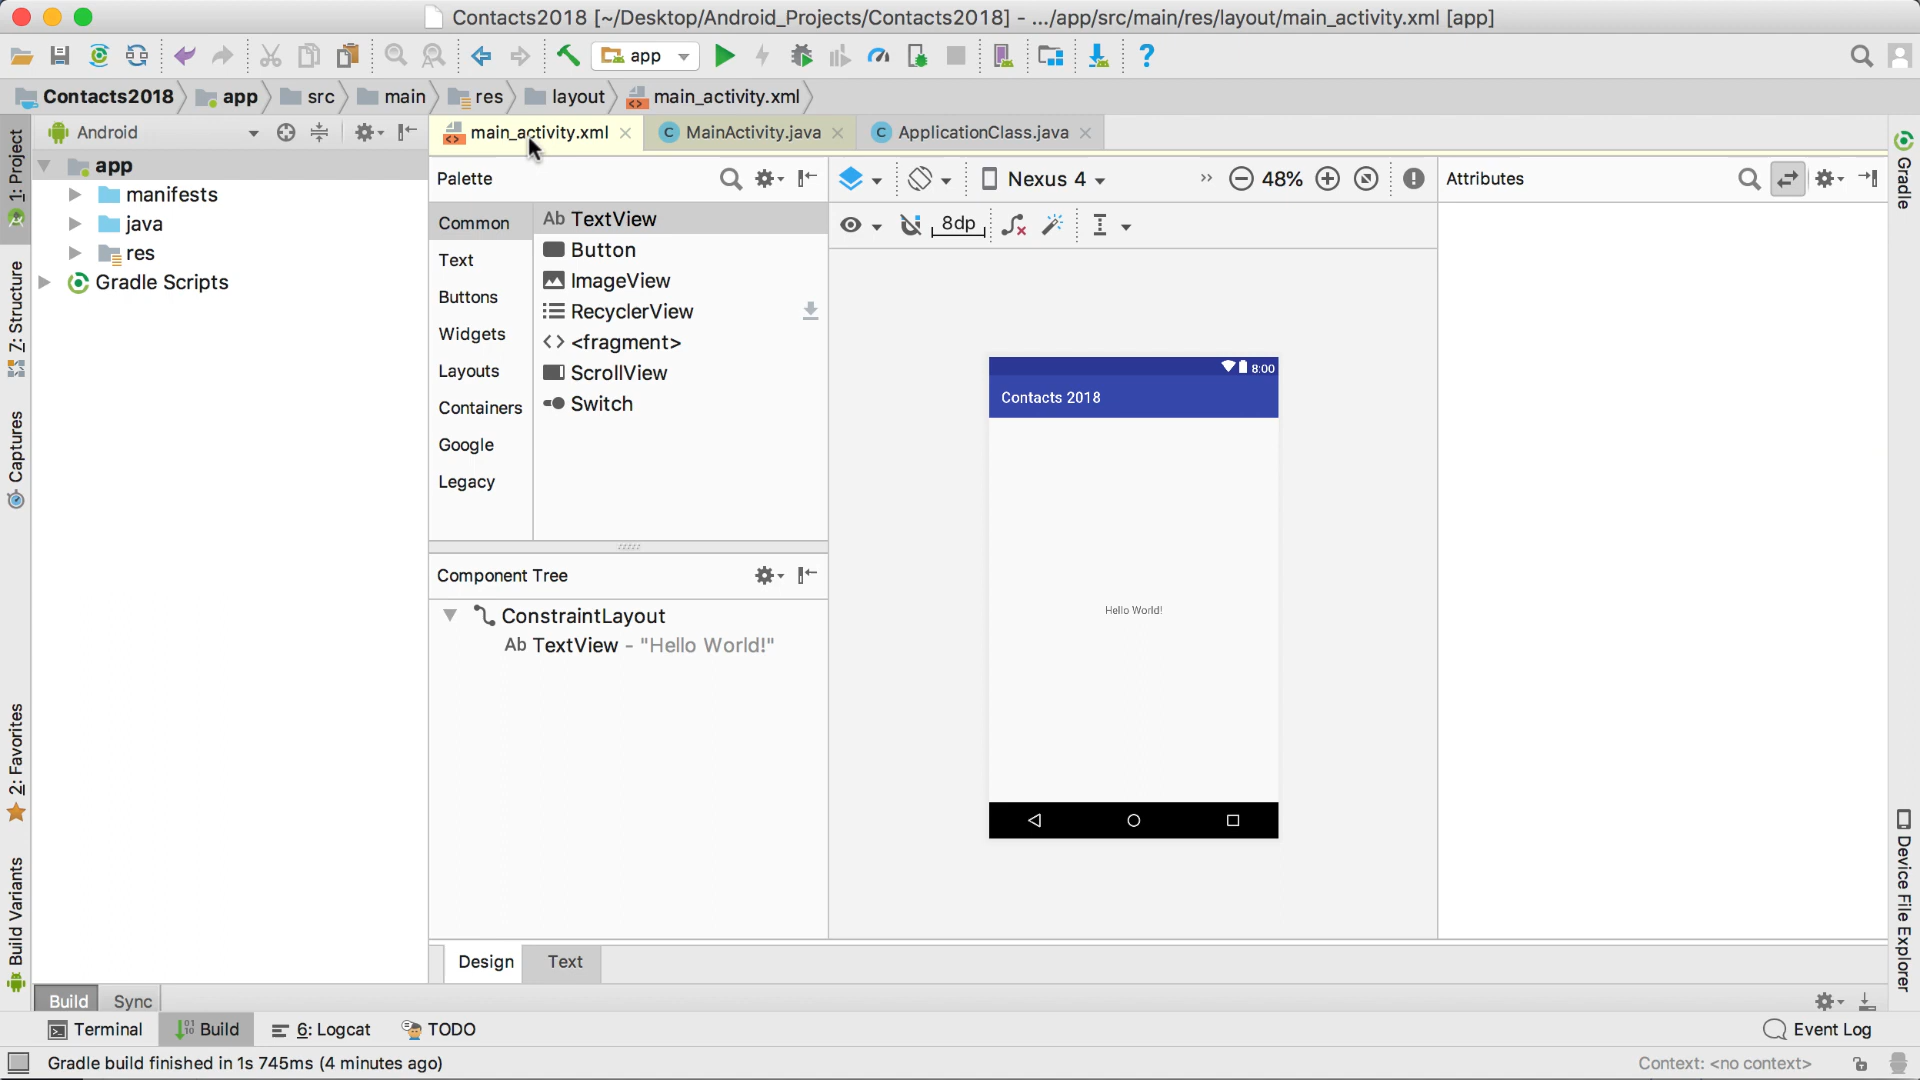 Contacts2018 [~/Desktop/Android_Projects/Contacts2018] - .../app/src/main/res/layout/main_activity.xml [app]
app
Contacts2018 app src main res layout main_activity.xml
1: Project
Z: Structure
Captures
2: Favorites
Build Variants
Android
app
manifests
java
res
Gradle Scripts
main_activity.xml MainActivity.java ApplicationClass.java
Palette
Common
Text
Buttons
Widgets
Layouts
Containers
Google
Legacy
Ab TextView
Button
ImageView
RecyclerView
<fragment>
ScrollView
Switch
Component Tree
ConstraintLayout
Ab TextView - "Hello World!"
Nexus 4 48%
8dp
8:00
Contacts 2018
Hello World!
Attributes
Gradle
Device File Explorer
Design Text
Build Sync
Terminal Build 6: Logcat TODO Event Log
Gradle build finished in 1s 745ms (4 minutes ago) Context: <no context>